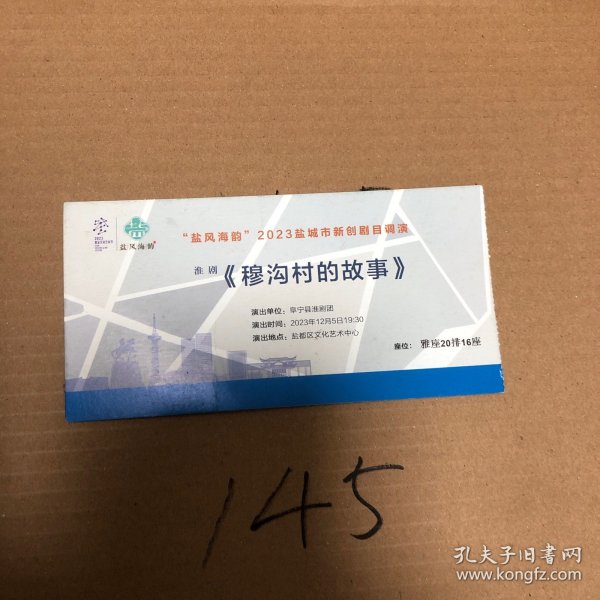 盐风海韵
“盐风海韵”2023盐城市新创剧目调演
淮剧《穆沟村的故事》
演出单位：阜宁县淮剧团
演出时间：2023年12月5日19:30
演出地点：盐都区文化艺术中心
座位：雅座20排16座
145
孔夫子旧书网
www.kongfz.com